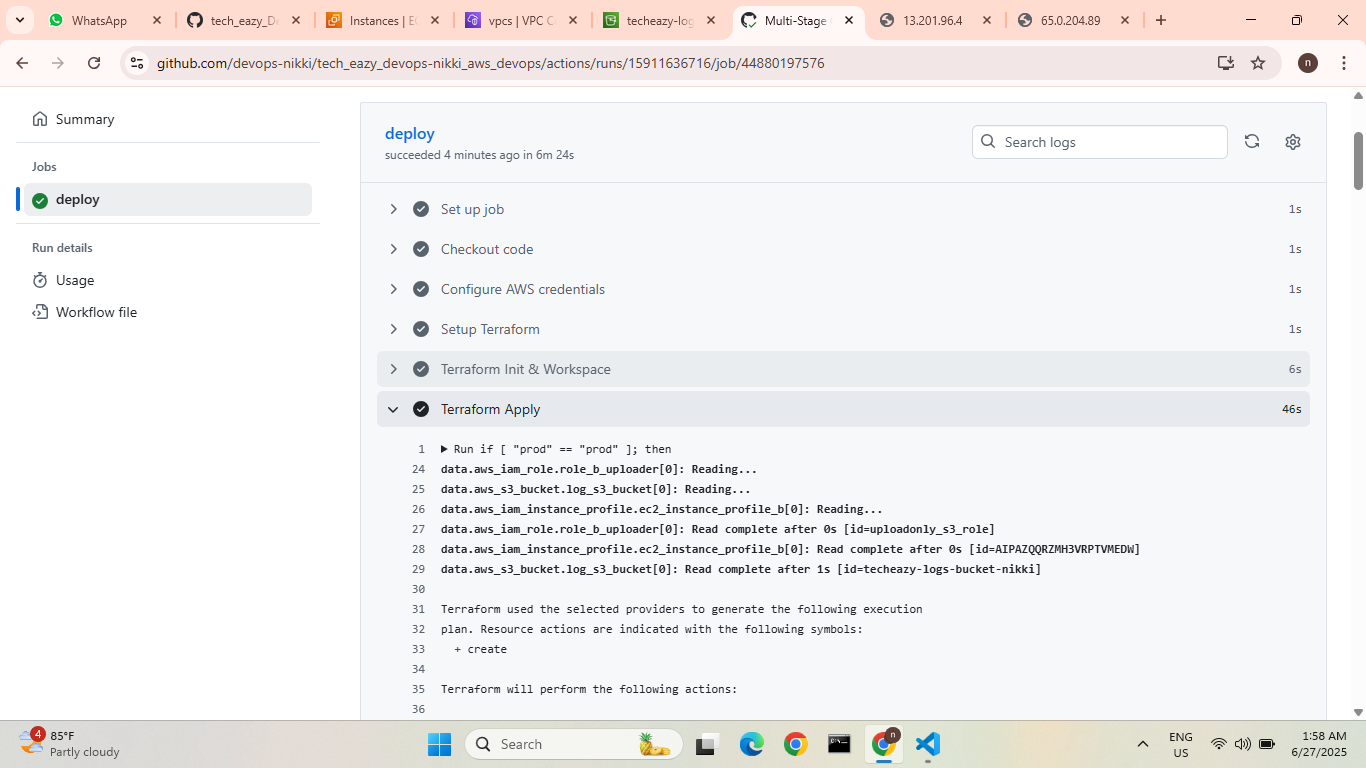 WhatsApp
tech_eazy_De
Instances | EC
vpcs | VPC C
techeazy-log
Multi-Stage
13.201.96.4
65.0.204.89
github.com/devops-nikki/tech_eazy_devops-nikki_aws_devops/actions/runs/15911636716/job/44880197576
n
Summary
Jobs
deploy
Run details
Usage
Workflow file
deploy
succeeded 4 minutes ago in 6m 24s
Search logs
Set up job 1s
Checkout code 1s
Configure AWS credentials 1s
Setup Terraform 1s
Terraform Init & Workspace 6s
Terraform Apply 46s
1 Run if [ "prod" == "prod" ]; then
24 data.aws_iam_role.role_b_uploader[0]: Reading...
25 data.aws_s3_bucket.log_s3_bucket[0]: Reading...
26 data.aws_iam_instance_profile.ec2_instance_profile_b[0]: Reading...
27 data.aws_iam_role.role_b_uploader[0]: Read complete after 0s [id=uploadonly_s3_role]
28 data.aws_iam_instance_profile.ec2_instance_profile_b[0]: Read complete after 0s [id=AIPAZQQRZMH3VRPTVMEDW]
29 data.aws_s3_bucket.log_s3_bucket[0]: Read complete after 1s [id=techeazy-logs-bucket-nikki]
30
31 Terraform used the selected providers to generate the following execution
32 plan. Resource actions are indicated with the following symbols:
33 + create
34
35 Terraform will perform the following actions:
36
4
85°F
Partly cloudy
Search
n
ENG
US
1:58 AM
6/27/2025